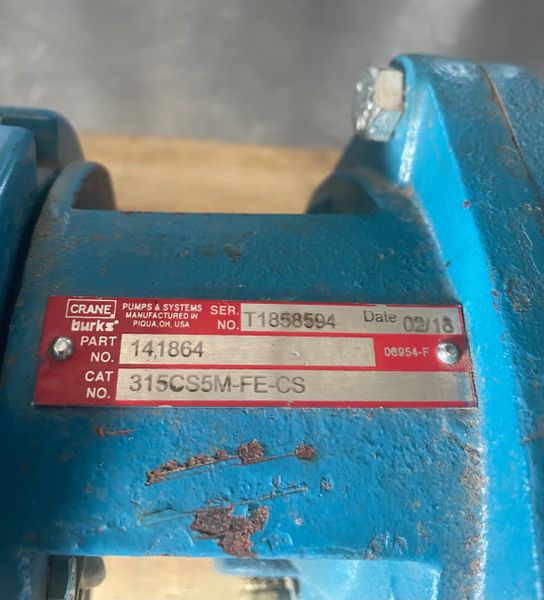 CRANE PUMPS & SYSTEMS
burks® MANUFACTURED IN
PIQUA, OH, USA
SER. NO. T1858594 Date 02/18
PART NO. 141864 06954-F
CAT NO. 315CS5M-FE-CS